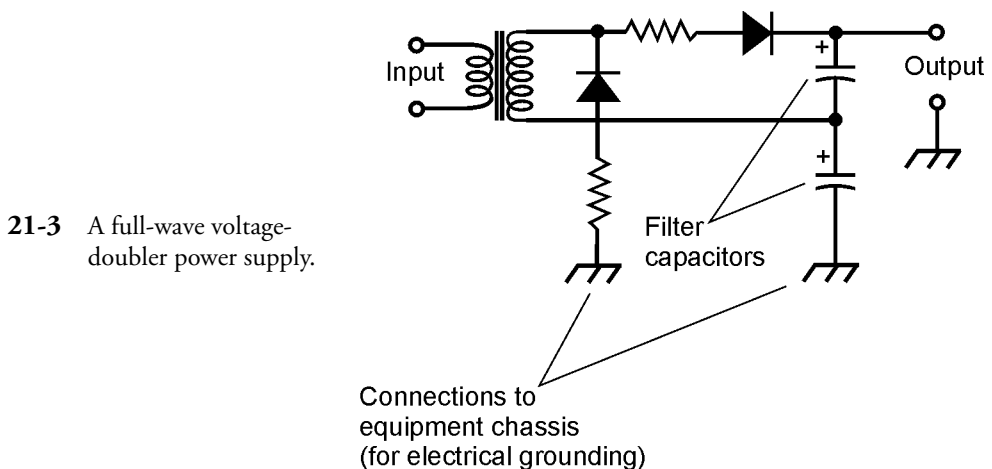 Input
+
Output
+
21-3 A full-wave voltage-
doubler power supply.
Filter
capacitors
Connections to
equipment chassis
(for electrical grounding)